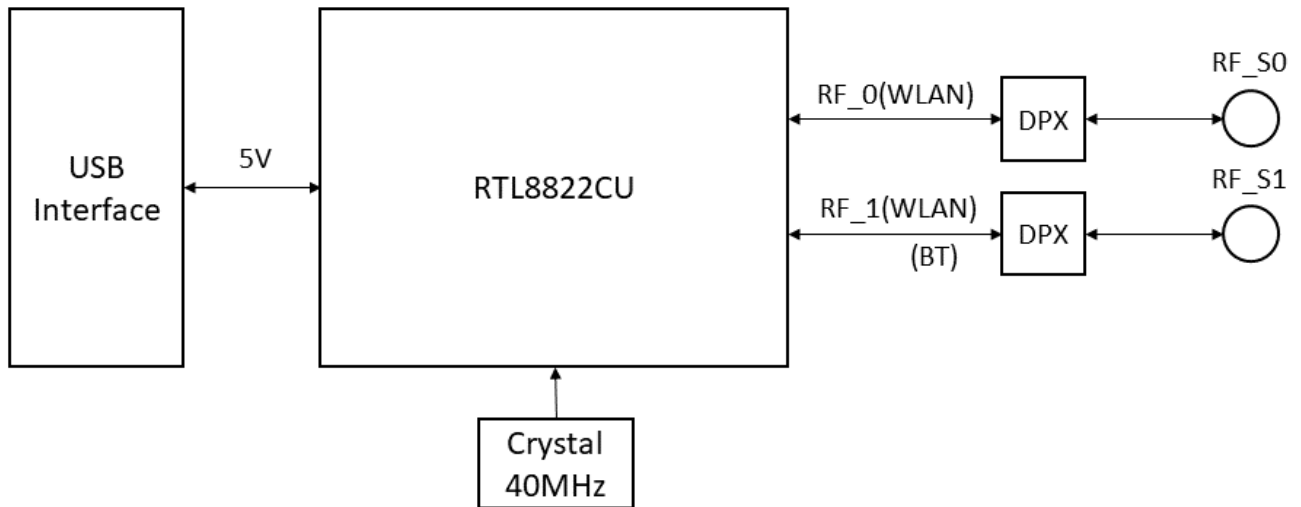 USB
Interface
5V
RTL8822CU
RF_0(WLAN)
DPX
RF_S0
RF_1(WLAN)
(BT)
DPX
RF_S1
Crystal
40MHz